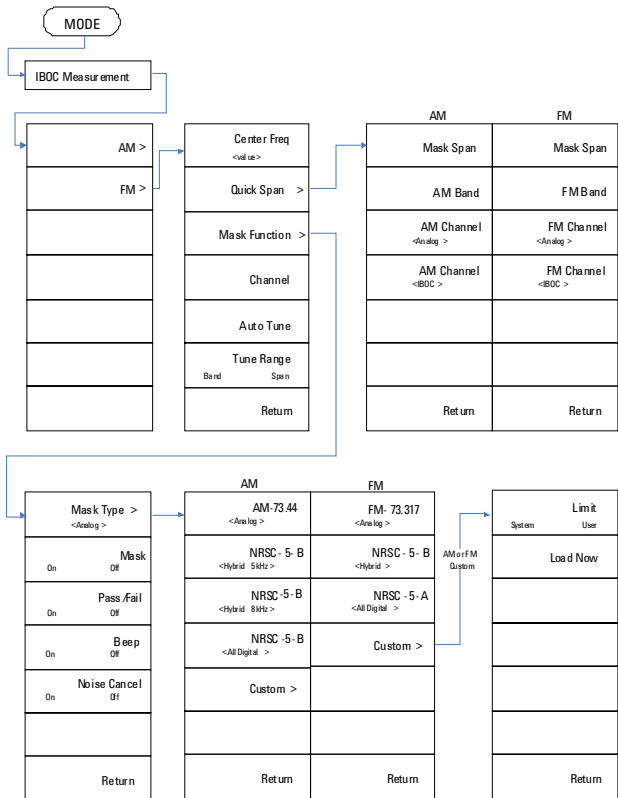 MODE
IBOC Measurement
AM >
FM >
Center Freq
<value>
Quick Span >
Mask Function >
Channel
Auto Tune
Tune Range
Band Span
Return
AM FM
Mask Span Mask Span
AM Band FM Band
AM Channel FM Channel
<Analog > <Analog >
AM Channel FM Channel
<IBOC > <IBOC >
Return Return
Mask Type >
<Analog >
Mask
On Off
Pass /Fail
On Off
Beep
On Off
Noise Cancel
On Off
Return
AM FM
AM-73.44 FM- 73.317
<Analog > <Analog >
NRSC - 5- B NRSC - 5- B
<Hybrid 5kHz > <Hybrid >
NRSC -5- B NRSC - 5- A
<Hybrid 8kHz > <All Digital >
NRSC -5- B Custom >
<All Digital >
Custom >
Return Return
AM or FM
Custom
Limit
System User
Load Now
Return